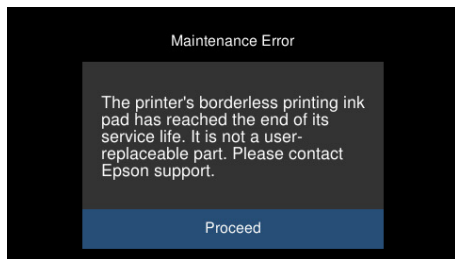 Maintenance Error
The printer's borderless printing ink
pad has reached the end of its
service life. It is not a user-
replaceable part. Please contact
Epson support.
Proceed